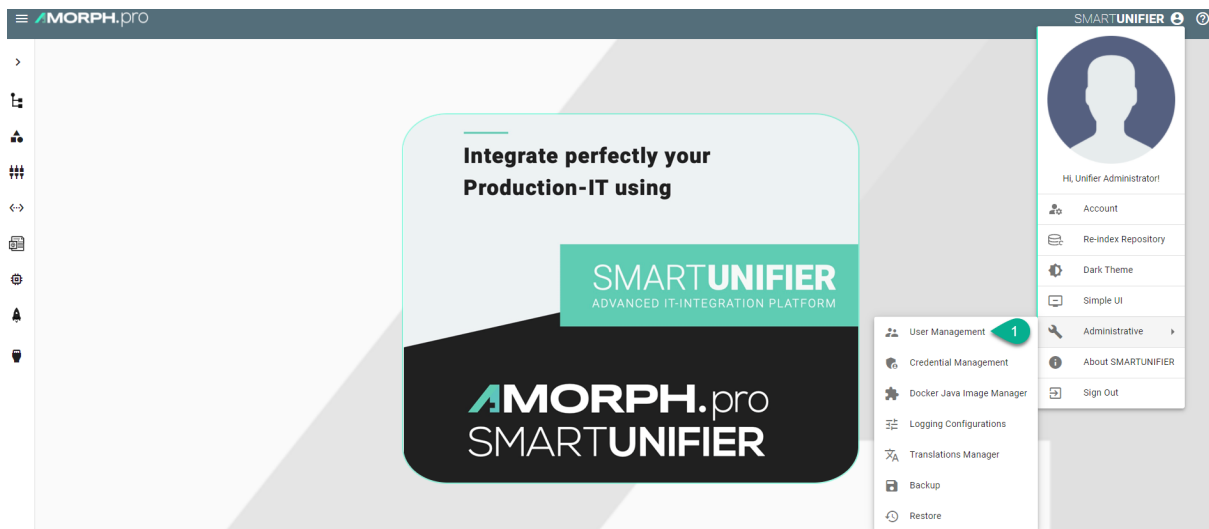 AMORPH.pro
SMARTUNIFIER
Integrate perfectly your
Production-IT using
SMARTUNIFIER
ADVANCED IT-INTEGRATION PLATFORM
AMORPH.pro
SMARTUNIFIER
Hi, Unifier Administrator!
Account
Re-Index Repository
Dark Theme
Simple UI
Administrative
About SMARTUNIFIER
Sign Out
User Management
1
Credential Management
Docker Java Image Manager
Logging Configurations
Translations Manager
Backup
Restore